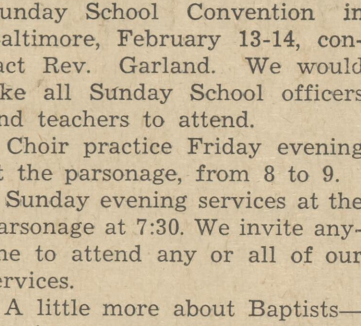 unday School Convention in
altimore, February 13-14, con-
act Rev. Garland. We would
ke all Sunday School officers
nd teachers to attend.
Choir practice Friday evening
t the parsonage, from 8 to 9.
Sunday evening services at the
arsonage at 7:30. We invite any-
ne to attend any or all of our
ervices.
A little more about Baptists—